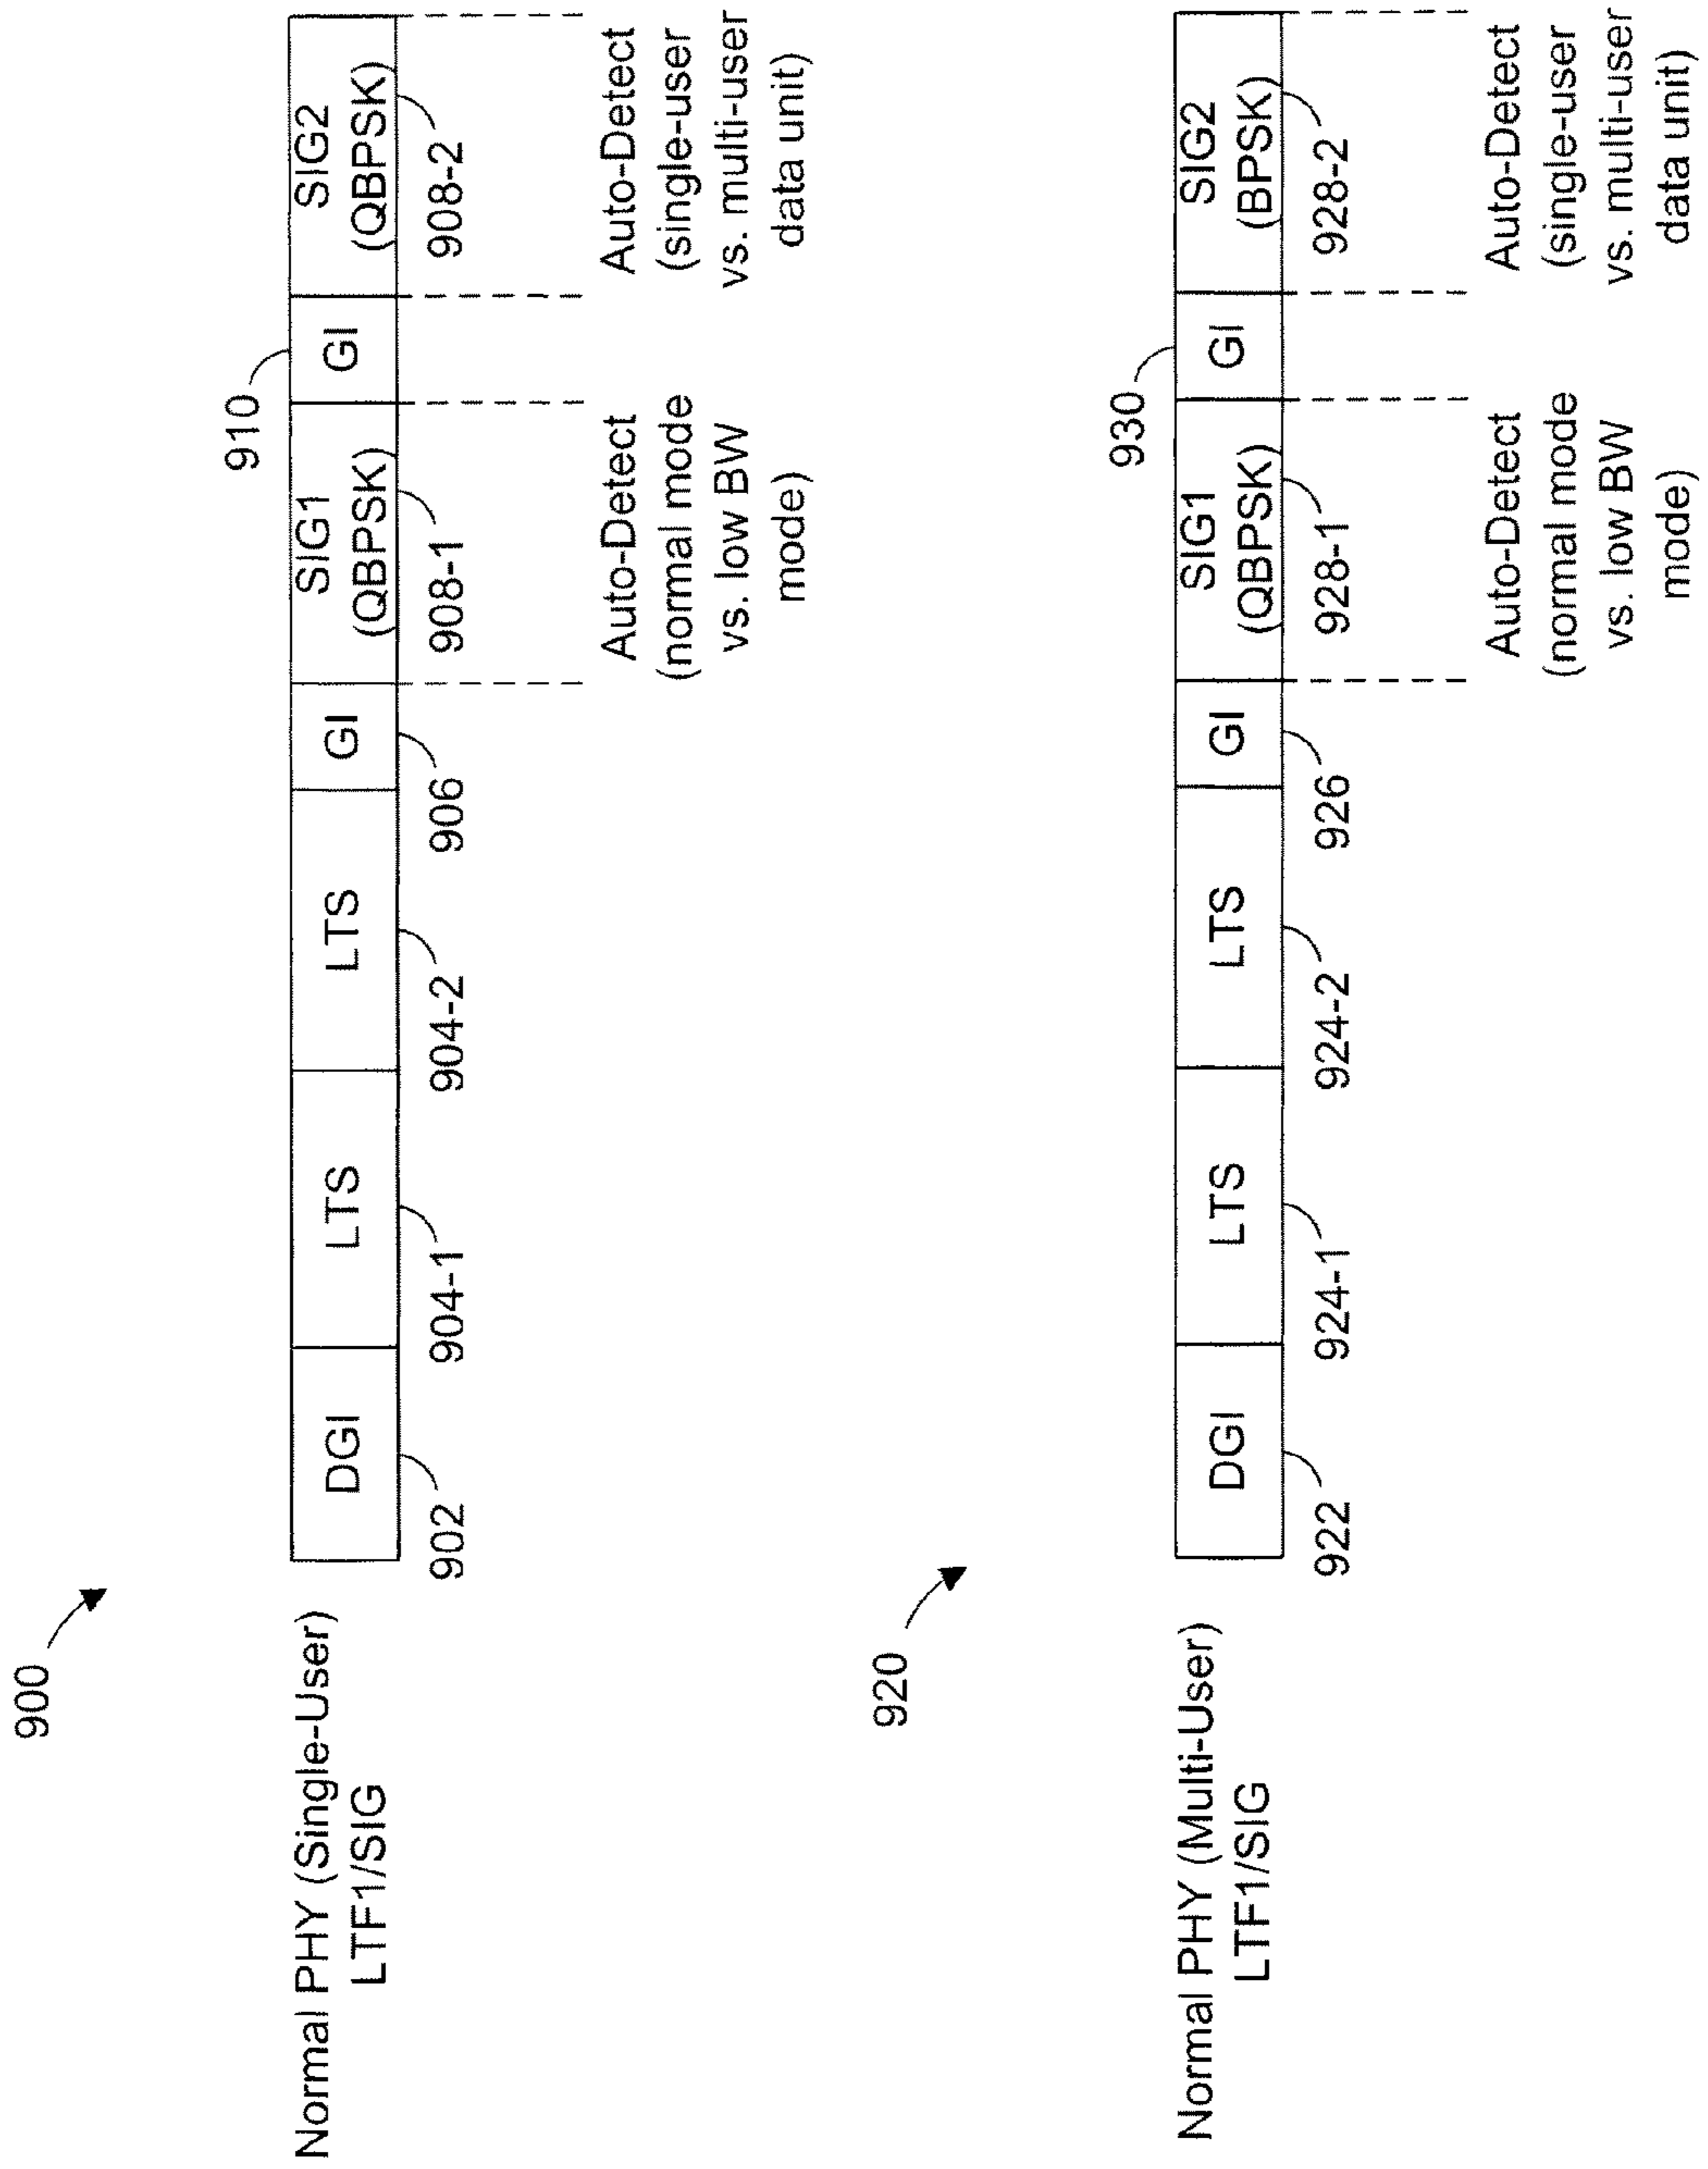 900
Normal PHY (Single-User)
LTF1/SIG
DGI
LTS
LTS
GI
SIG1
(QBPSK)
GI
SIG2
(QBPSK)
902
904-1
904-2
906
908-1
910
908-2
Auto-Detect
(normal mode
vs. low BW
mode)
Auto-Detect
(single-user
vs. multi-user
data unit)
920
Normal PHY (Multi-User)
LTF1/SIG
DGI
LTS
LTS
GI
SIG1
(QBPSK)
GI
SIG2
(BPSK)
922
924-1
924-2
926
928-1
930
928-2
Auto-Detect
(normal mode
vs. low BW
mode)
Auto-Detect
(single-user
vs. multi-user
data unit)